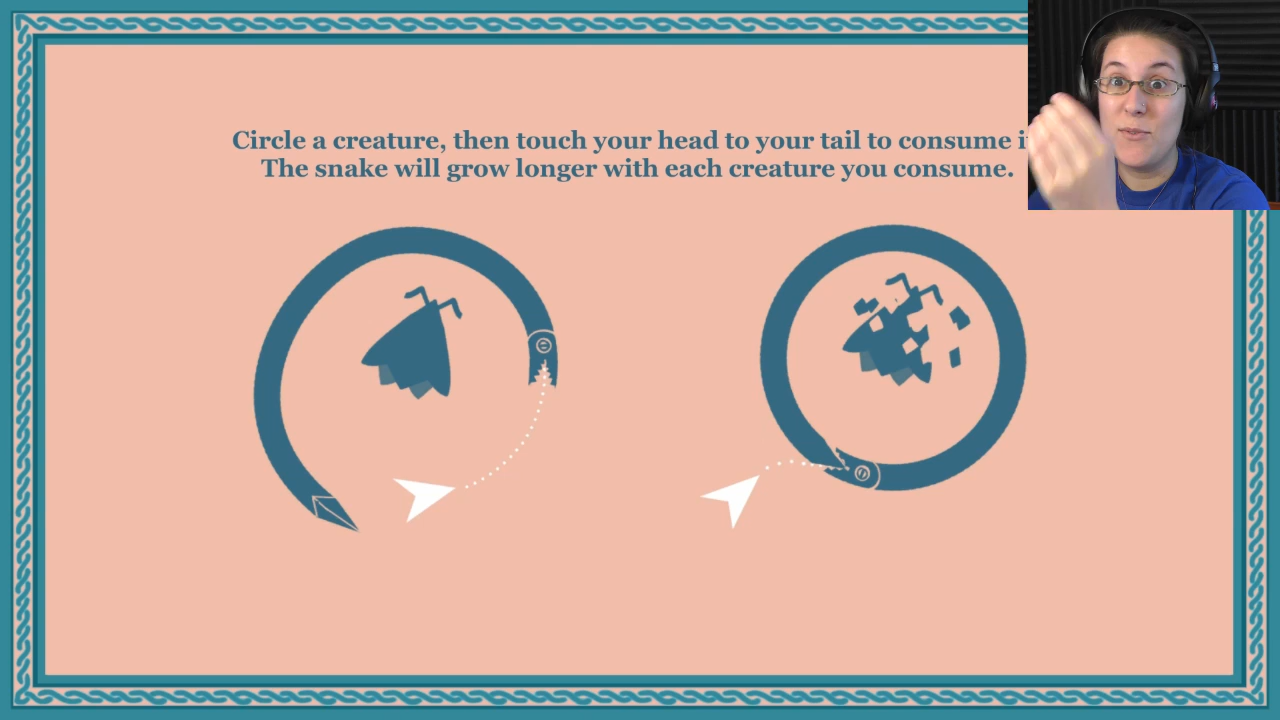 Circle a creature, then touch your head to your tail to consume
The snake will grow longer with each creature you consume.